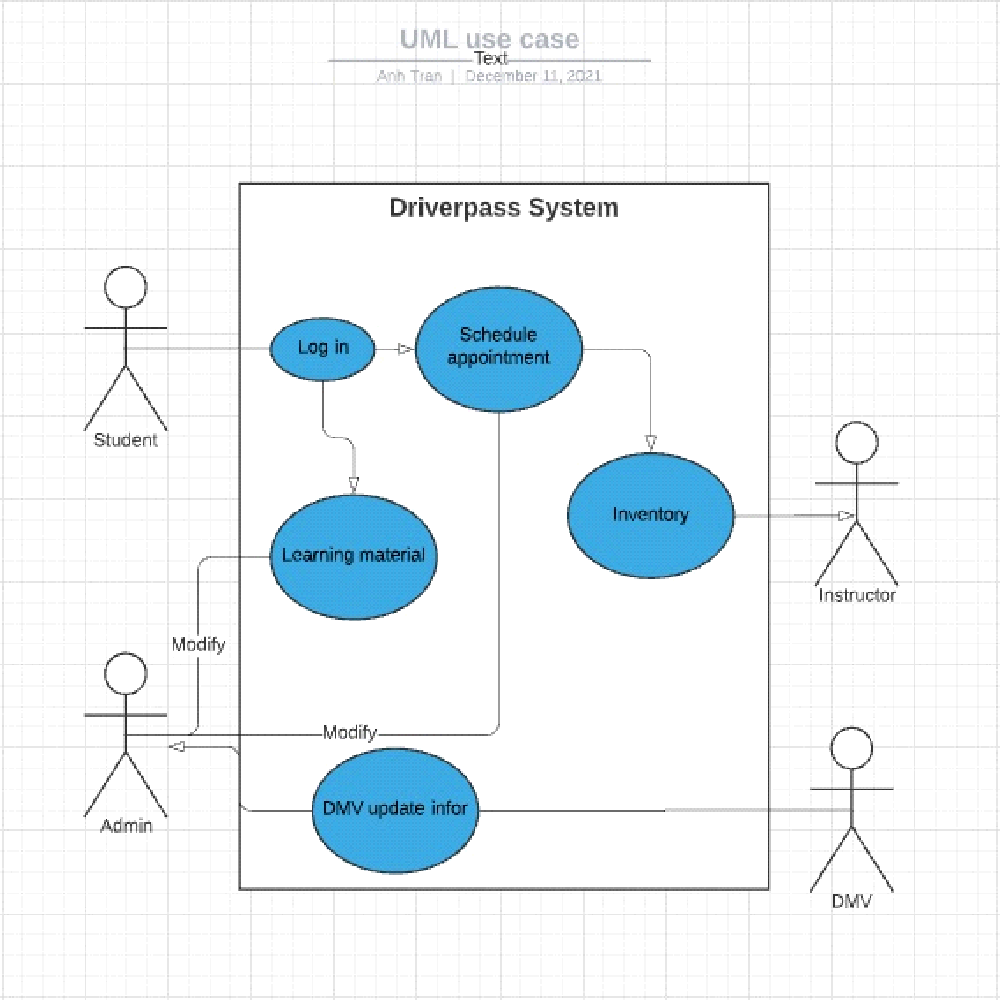 UML use case
Text
Anh Tran | December 11, 2021
Driverpass System
Log in
Schedule
appointment
Student
Inventory
Learning material
Instructor
Modify
Modify
DMV update infor
Admin
DMV